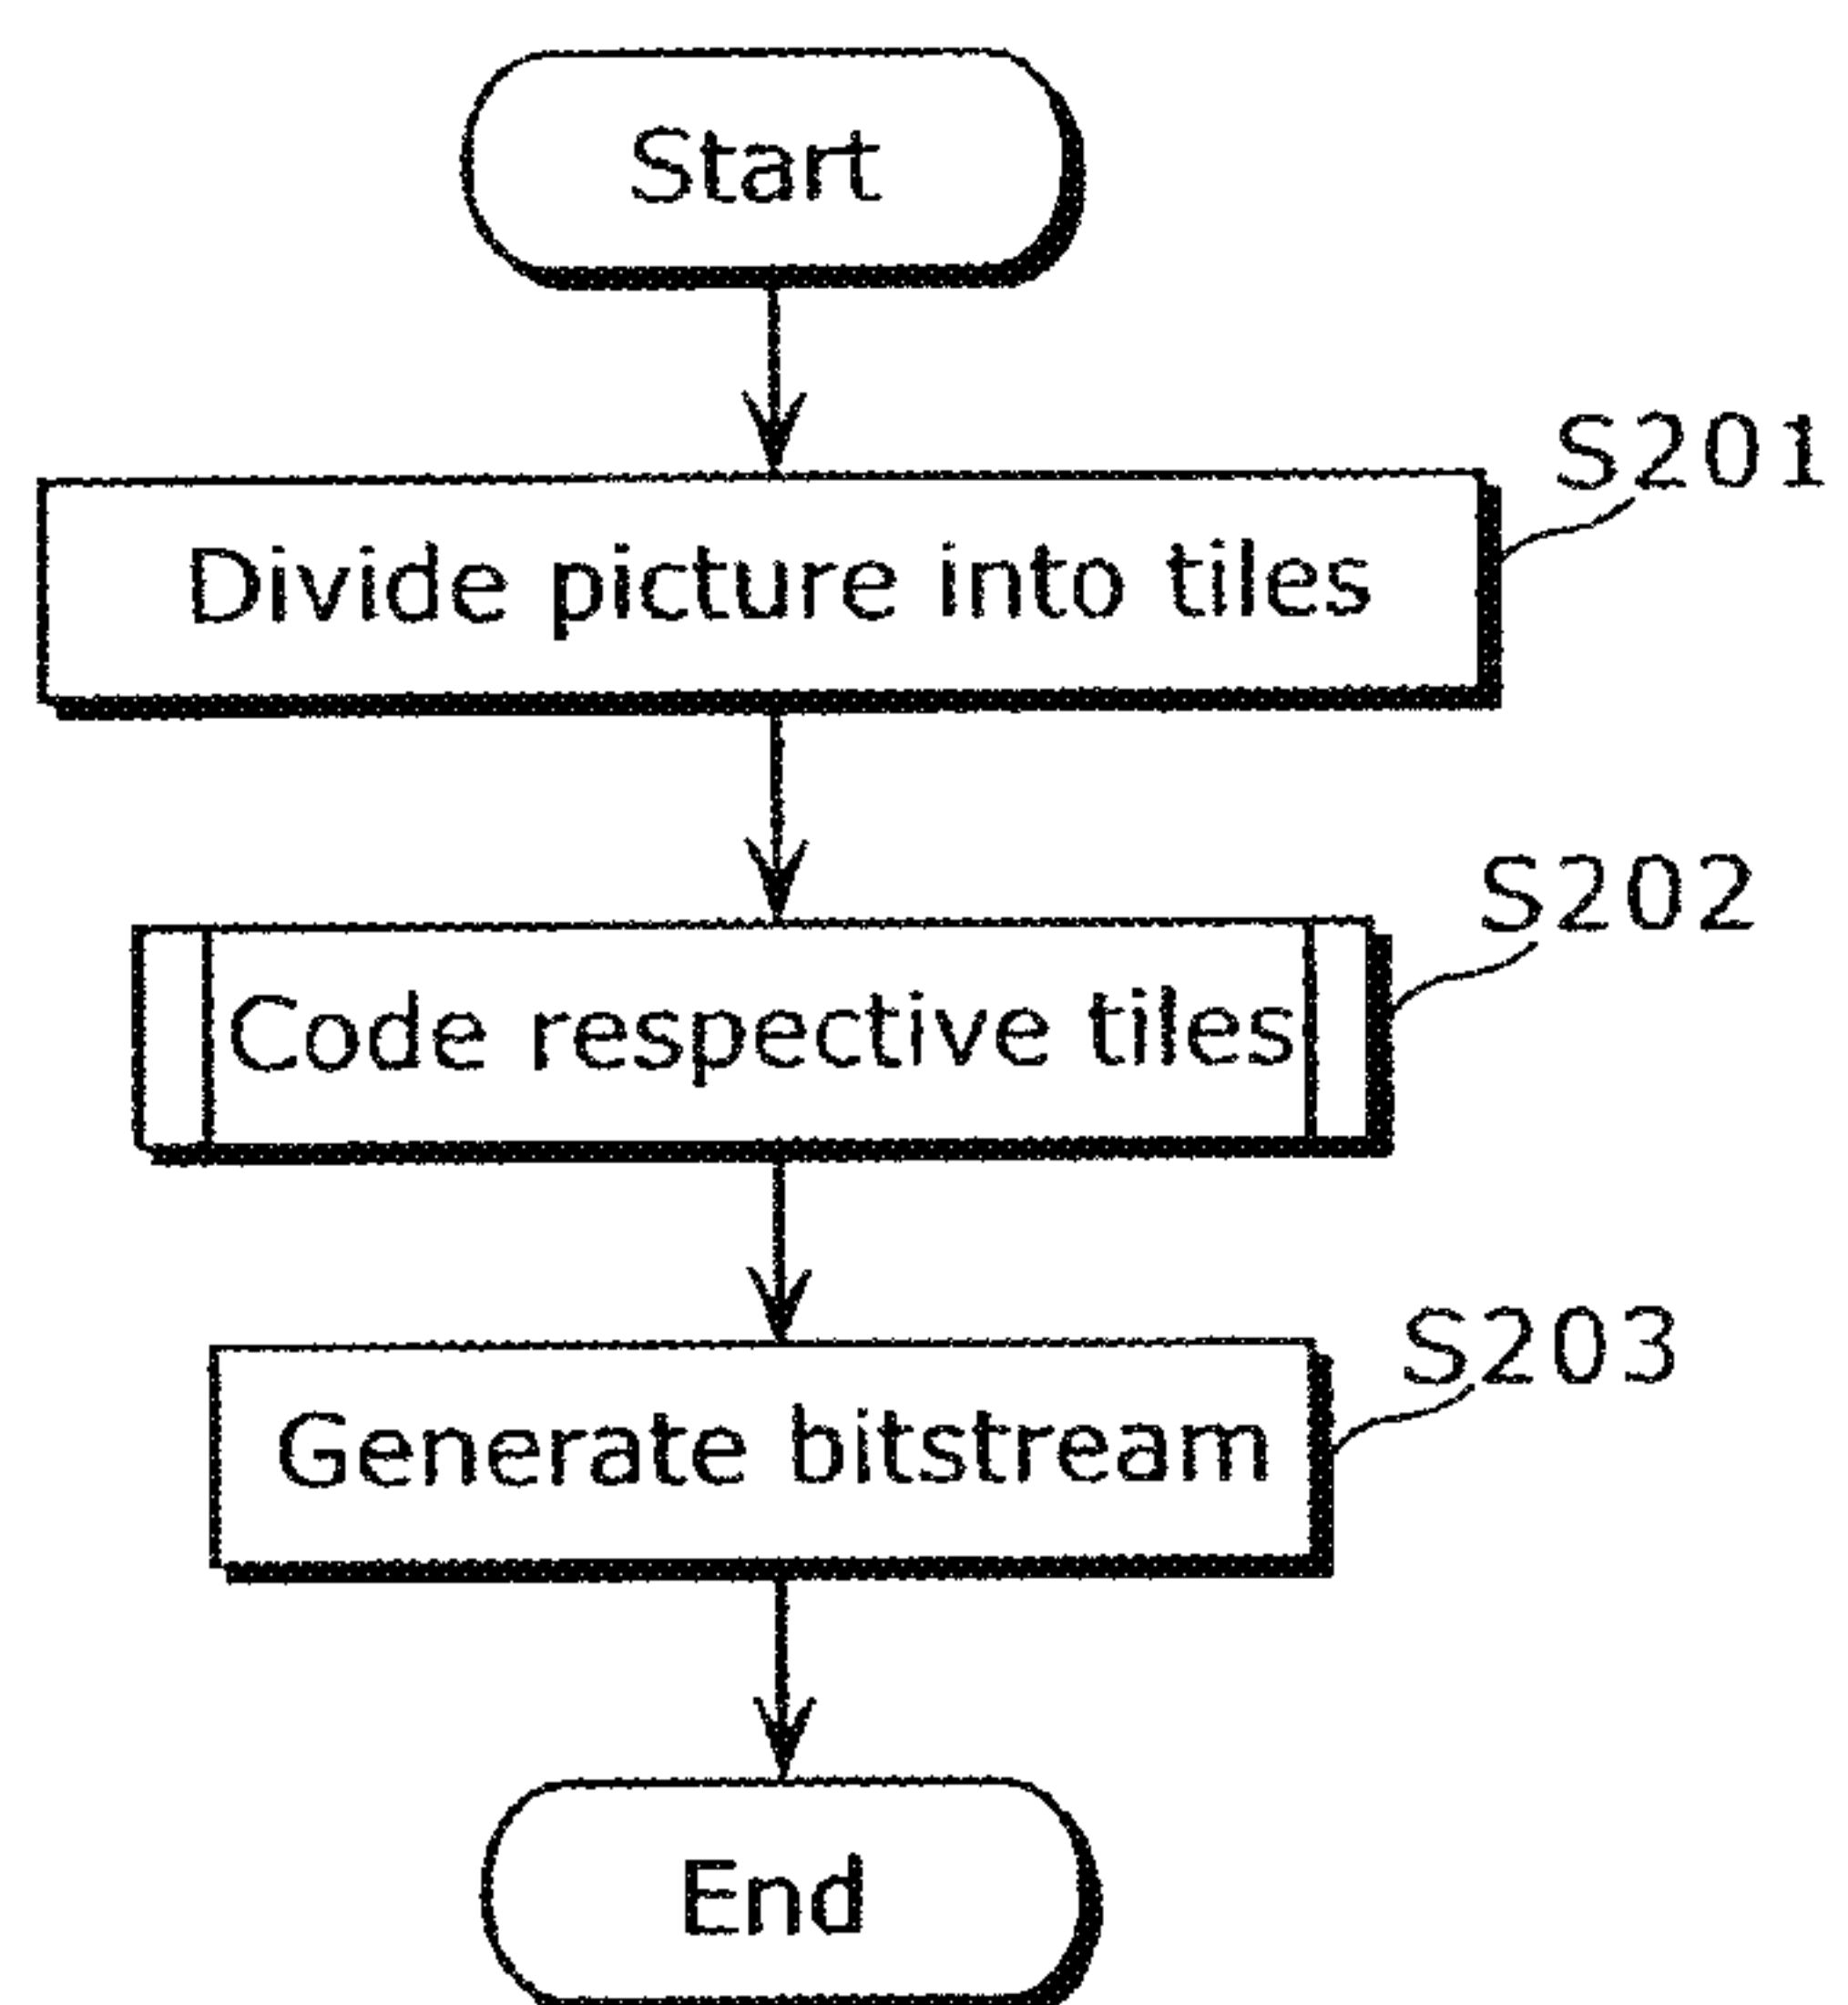 Start
S201
Divide picture into tiles
S202
Code respective tiles
S203
Generate bitstream
End